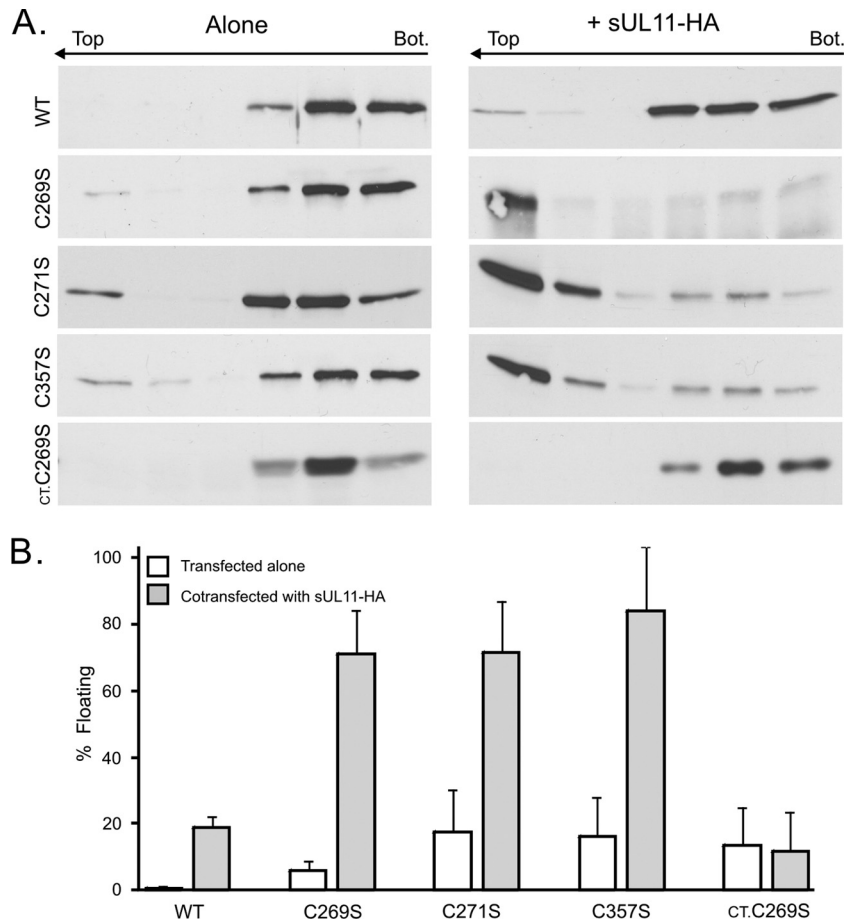 A.
Alone
+ sUL11-HA
Top
Bot.
Top
Bot.
WT
C269S
C271S
C357S
CT.C269S
B.
100
80
60
40
20
0
% Floating
Transfected alone
Cotransfected with sUL11-HA
WT
C269S
C271S
C357S
CT.C269S